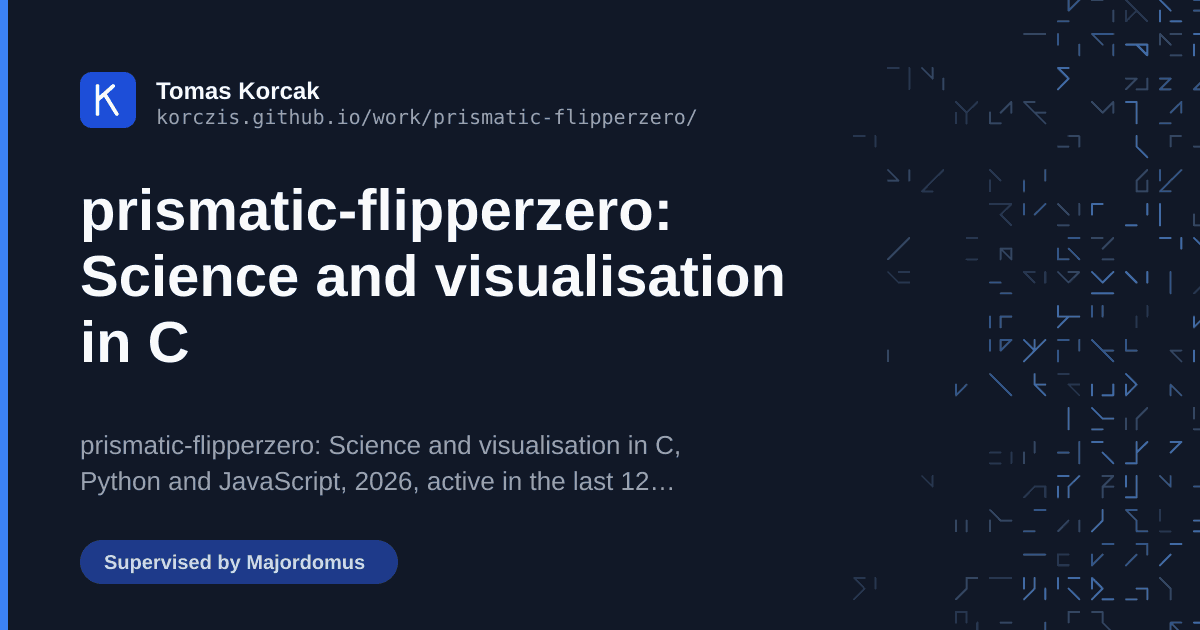 Tomas Korcak
korczis.github.io/work/prismatic-flipperzero/
prismatic-flipperzero:
Science and visualisation
in C
prismatic-flipperzero: Science and visualisation in C,
Python and JavaScript, 2026, active in the last 12…
Supervised by Majordomus